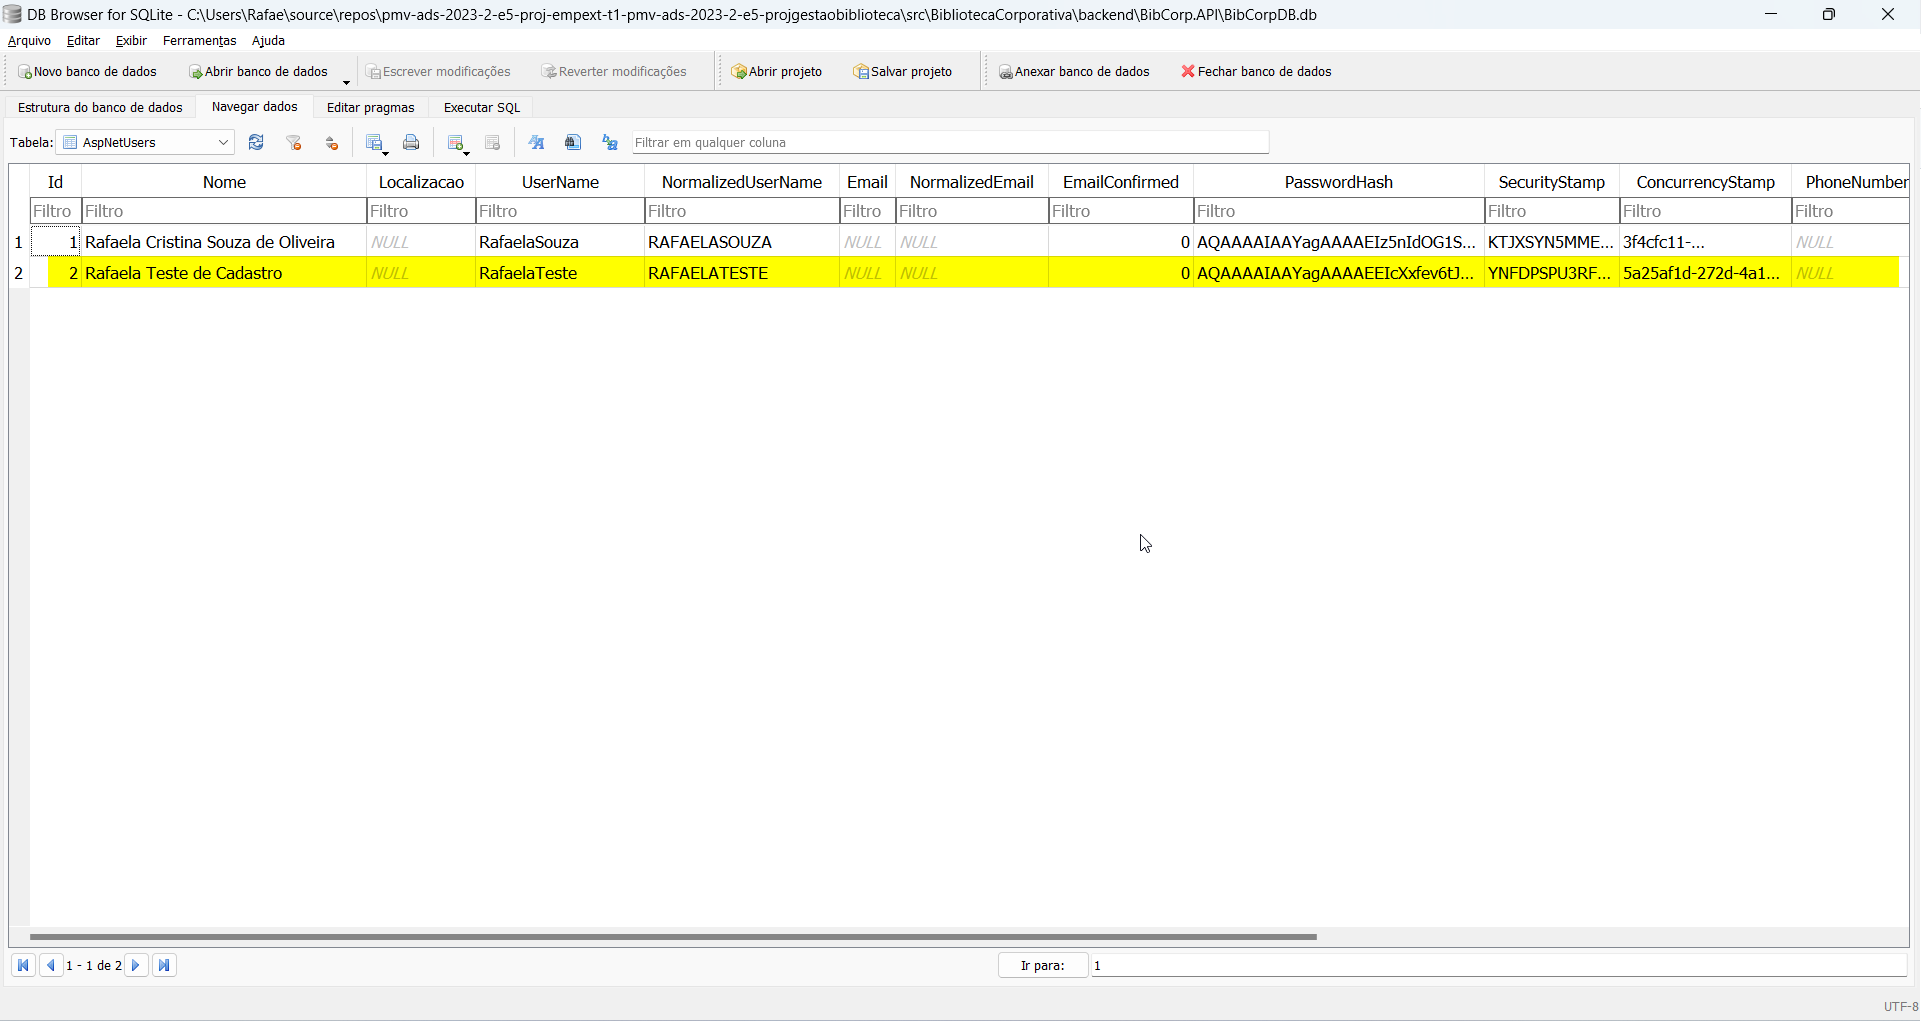 DB Browser for SQLite - C:\Users\Rafae\source\repos\pmv-ads-2023-2-e5-proj-empext-t1-pmv-ads-2023-2-e5-projgestaobiblioteca\src\BibliotecaCorporativa\backend\BibCorp.API\BibCorpDB.db
Arquivo Editar Exibir Ferramentas Ajuda
Novo banco de dados Abrir banco de dados Escrever modificações Reverter modificações Abrir projeto Salvar projeto Anexar banco de dados Fechar banco de dados
Estrutura do banco de dados Navegar dados Editar pragmas Executar SQL
Tabela: AspNetUsers Filtrar em qualquer coluna
Id Nome Localizacao UserName NormalizedUserName Email NormalizedEmail EmailConfirmed PasswordHash SecurityStamp ConcurrencyStamp PhoneNumber
Filtro Filtro Filtro Filtro Filtro Filtro Filtro Filtro Filtro Filtro Filtro Filtro
1 1 Rafaela Cristina Souza de Oliveira NULL RafaelaSouza RAFAELASOUZA NULL NULL 0 AQAAAAIAAYagAAAAEIz5nIdOG1S... KTJXSYN5MME... 3f4cfc11-... NULL
2 2 Rafaela Teste de Cadastro NULL RafaelaTeste RAFAELATESTE NULL NULL 0 AQAAAAIAAYagAAAAEEIcXxfev6tJ... YNFDPSPU3RF... 5a25af1d-272d-4a1... NULL
1 - 1 de 2 Ir para: 1
UTF-8